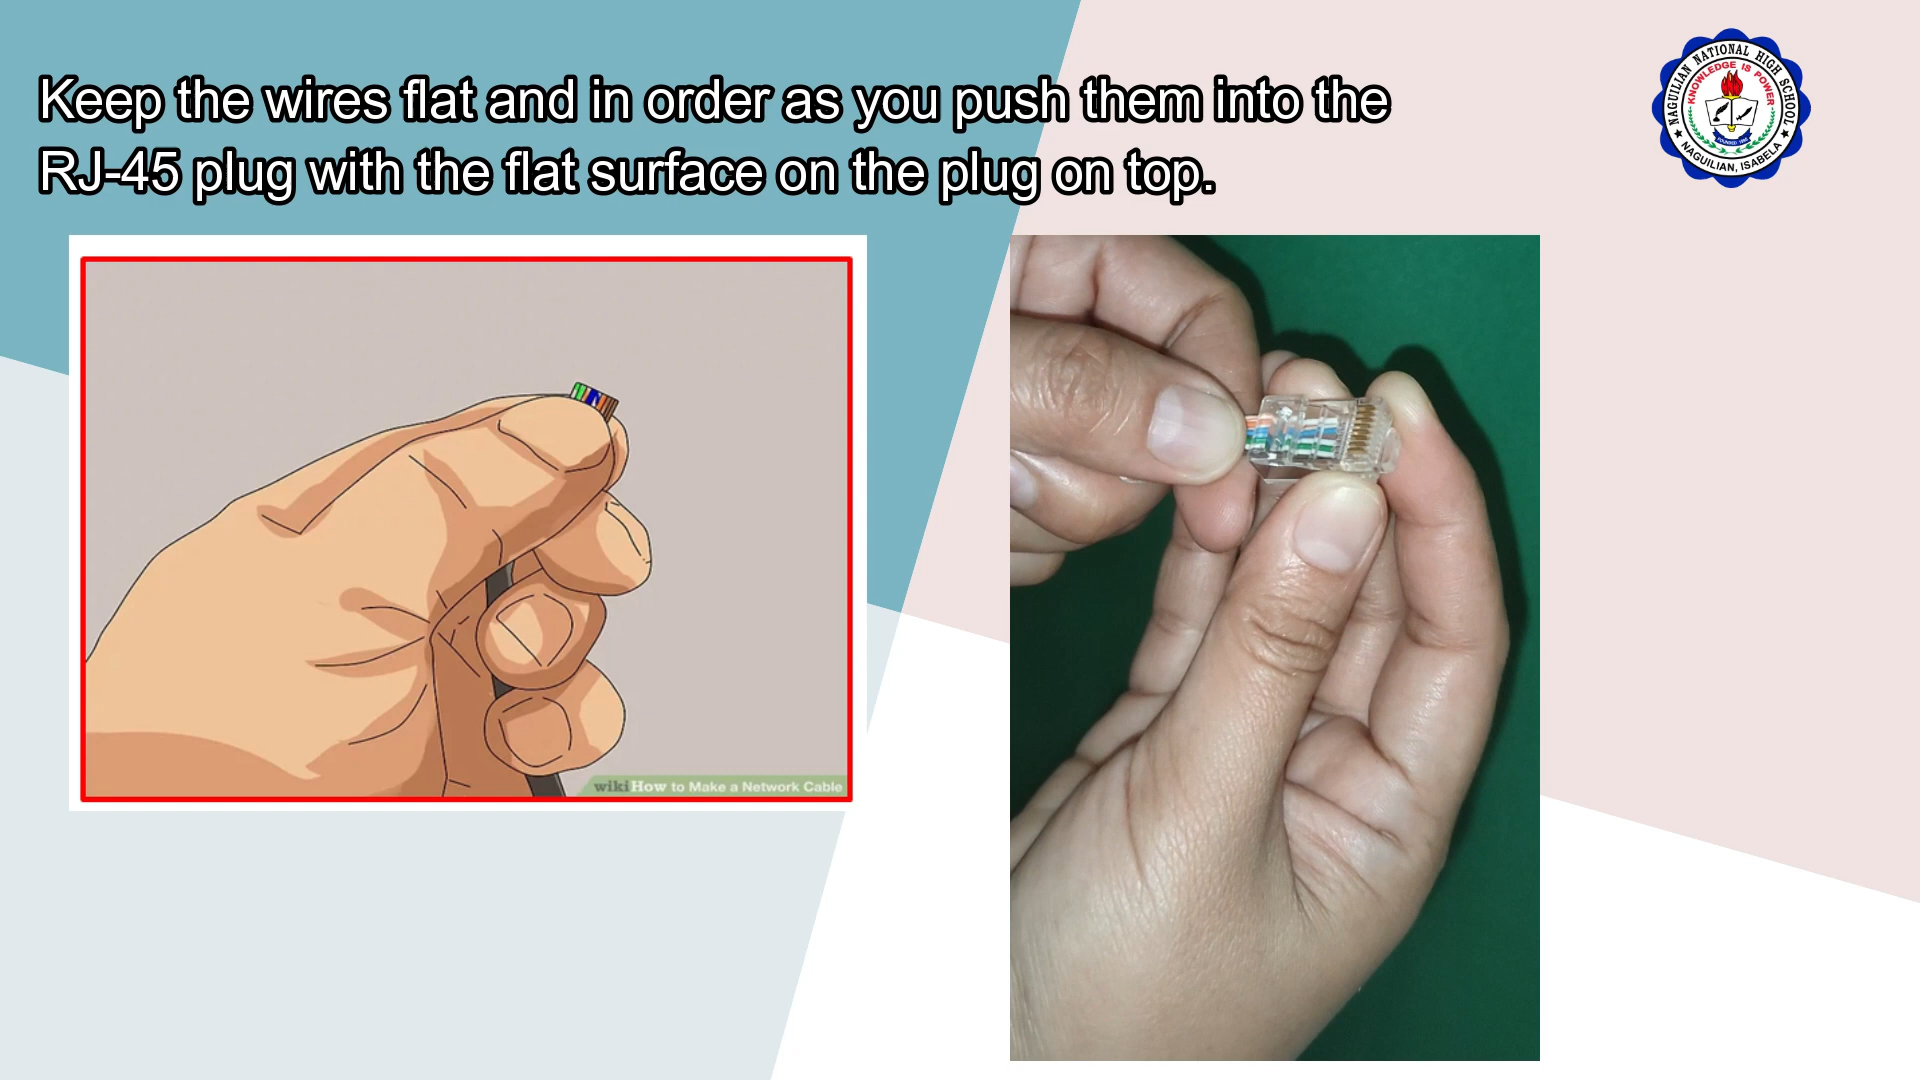 Keep the wires flat and in order as you push them into the
RJ-45 plug with the flat surface on the plug on top.
NAGUILIAN NATIONAL HIGH SCHOOL
KNOWLEDGE IS POWER
NAGUILIAN, ISABELA
wikiHow to Make a Network Cable